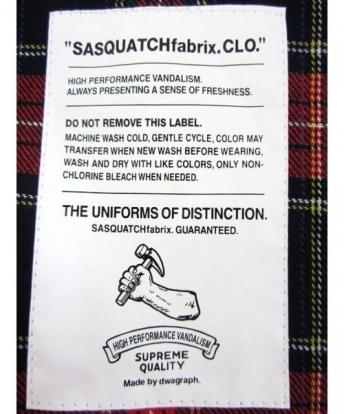 "SASQUATCHfabrix.CLO."
HIGH PERFORMANCE VANDALISM.
ALWAYS PRESENTING A SENSE OF FRESHNESS.
DO NOT REMOVE THIS LABEL.
MACHINE WASH COLD, GENTLE CYCLE, COLOR MAY
TRANSFER WHEN NEW WASH BEFORE WEARING,
WASH AND DRY WITH LIKE COLORS, ONLY NON-
CHLORINE BLEACH WHEN NEEDED.
THE UNIFORMS OF DISTINCTION.
SASQUATCHfabrix. GUARANTEED.
HIGH PERFORMANCE VANDALISM
SUPREME
QUALITY
Made by dwagraph.